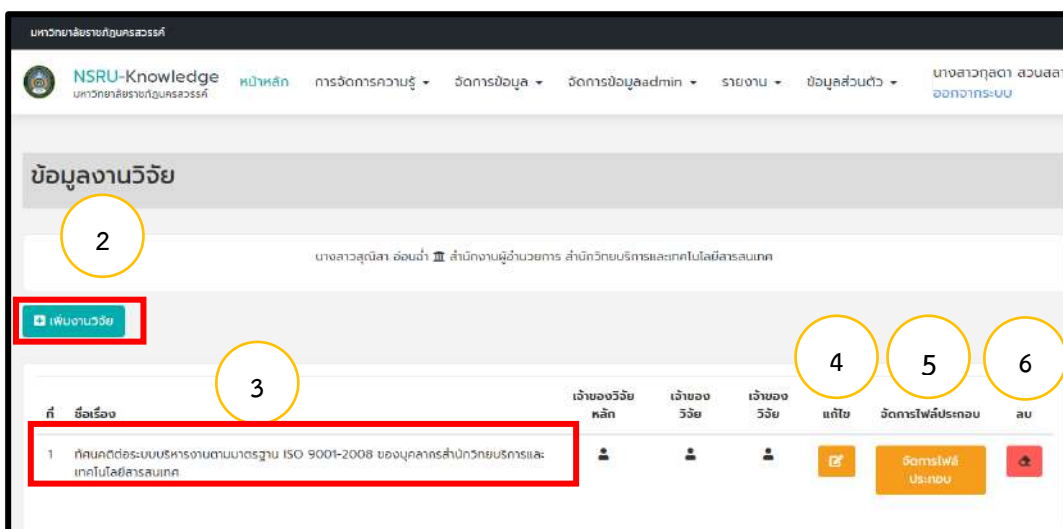 มหาวิทยาลัยราชภัฏนครสวรรค์
NSRU-Knowledge
มหาวิทยาลัยราชภัฏนครสวรรค์
หน้าหลัก การจัดการความรู้ จัดการข้อมูล จัดการข้อมูลadmin รายงาน ข้อมูลส่วนตัว
นางสาวกุลดา สวนสลา
ออกจากระบบ
ข้อมูลงานวิจัย
2
นางสาวสุณิสา อ่อนฉ่ำ สำนักงานผู้อำนวยการ สำนักวิทยบริการและเทคโนโลยีสารสนเทศ
เพิ่มงานวิจัย
3 4 5 6
ที่ ชื่อเรื่อง เจ้าของวิจัยหลัก เจ้าของวิจัย เจ้าของวิจัย แก้ไข จัดการไฟล์ประกอบ ลบ
1 ทัศนคติต่อระบบบริหารงานตามมาตรฐาน ISO 9001-2008 ของบุคลากรสำนักวิทยบริการและ
เทคโนโลยีสารสนเทศ
จัดการไฟล์
ประกอบ